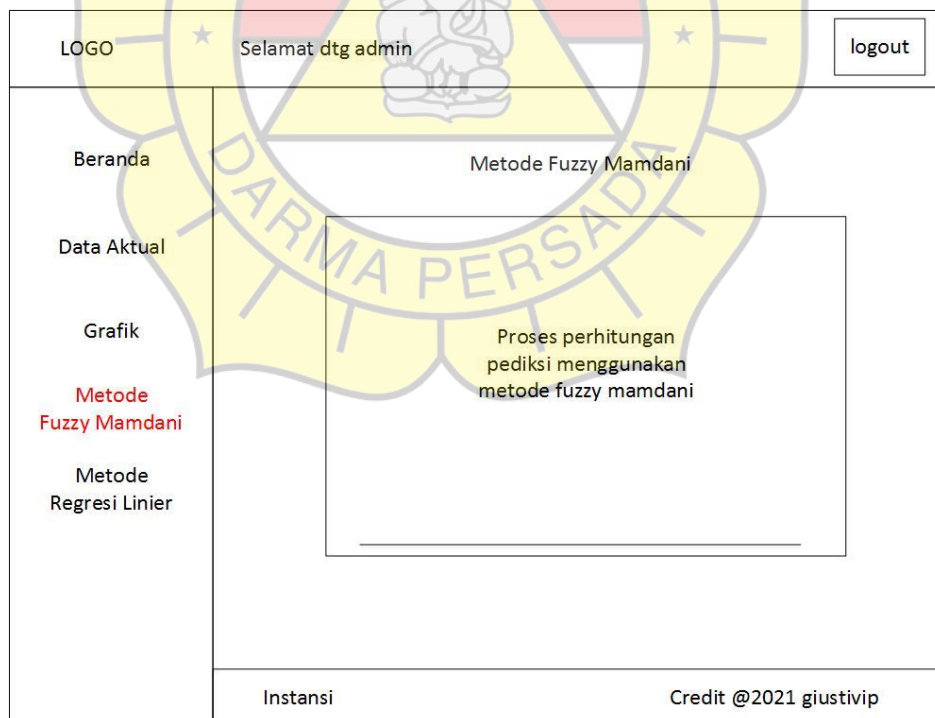 LOGO
Selamat dtg admin
logout
Beranda
Data Aktual
Grafik
Metode
Fuzzy Mamdani
Metode
Regresi Linier
Metode Fuzzy Mamdani
Proses perhitungan
pediksi menggunakan
metode fuzzy mamdani
Instansi
Credit @2021 giustivip
DARMA PERSADA